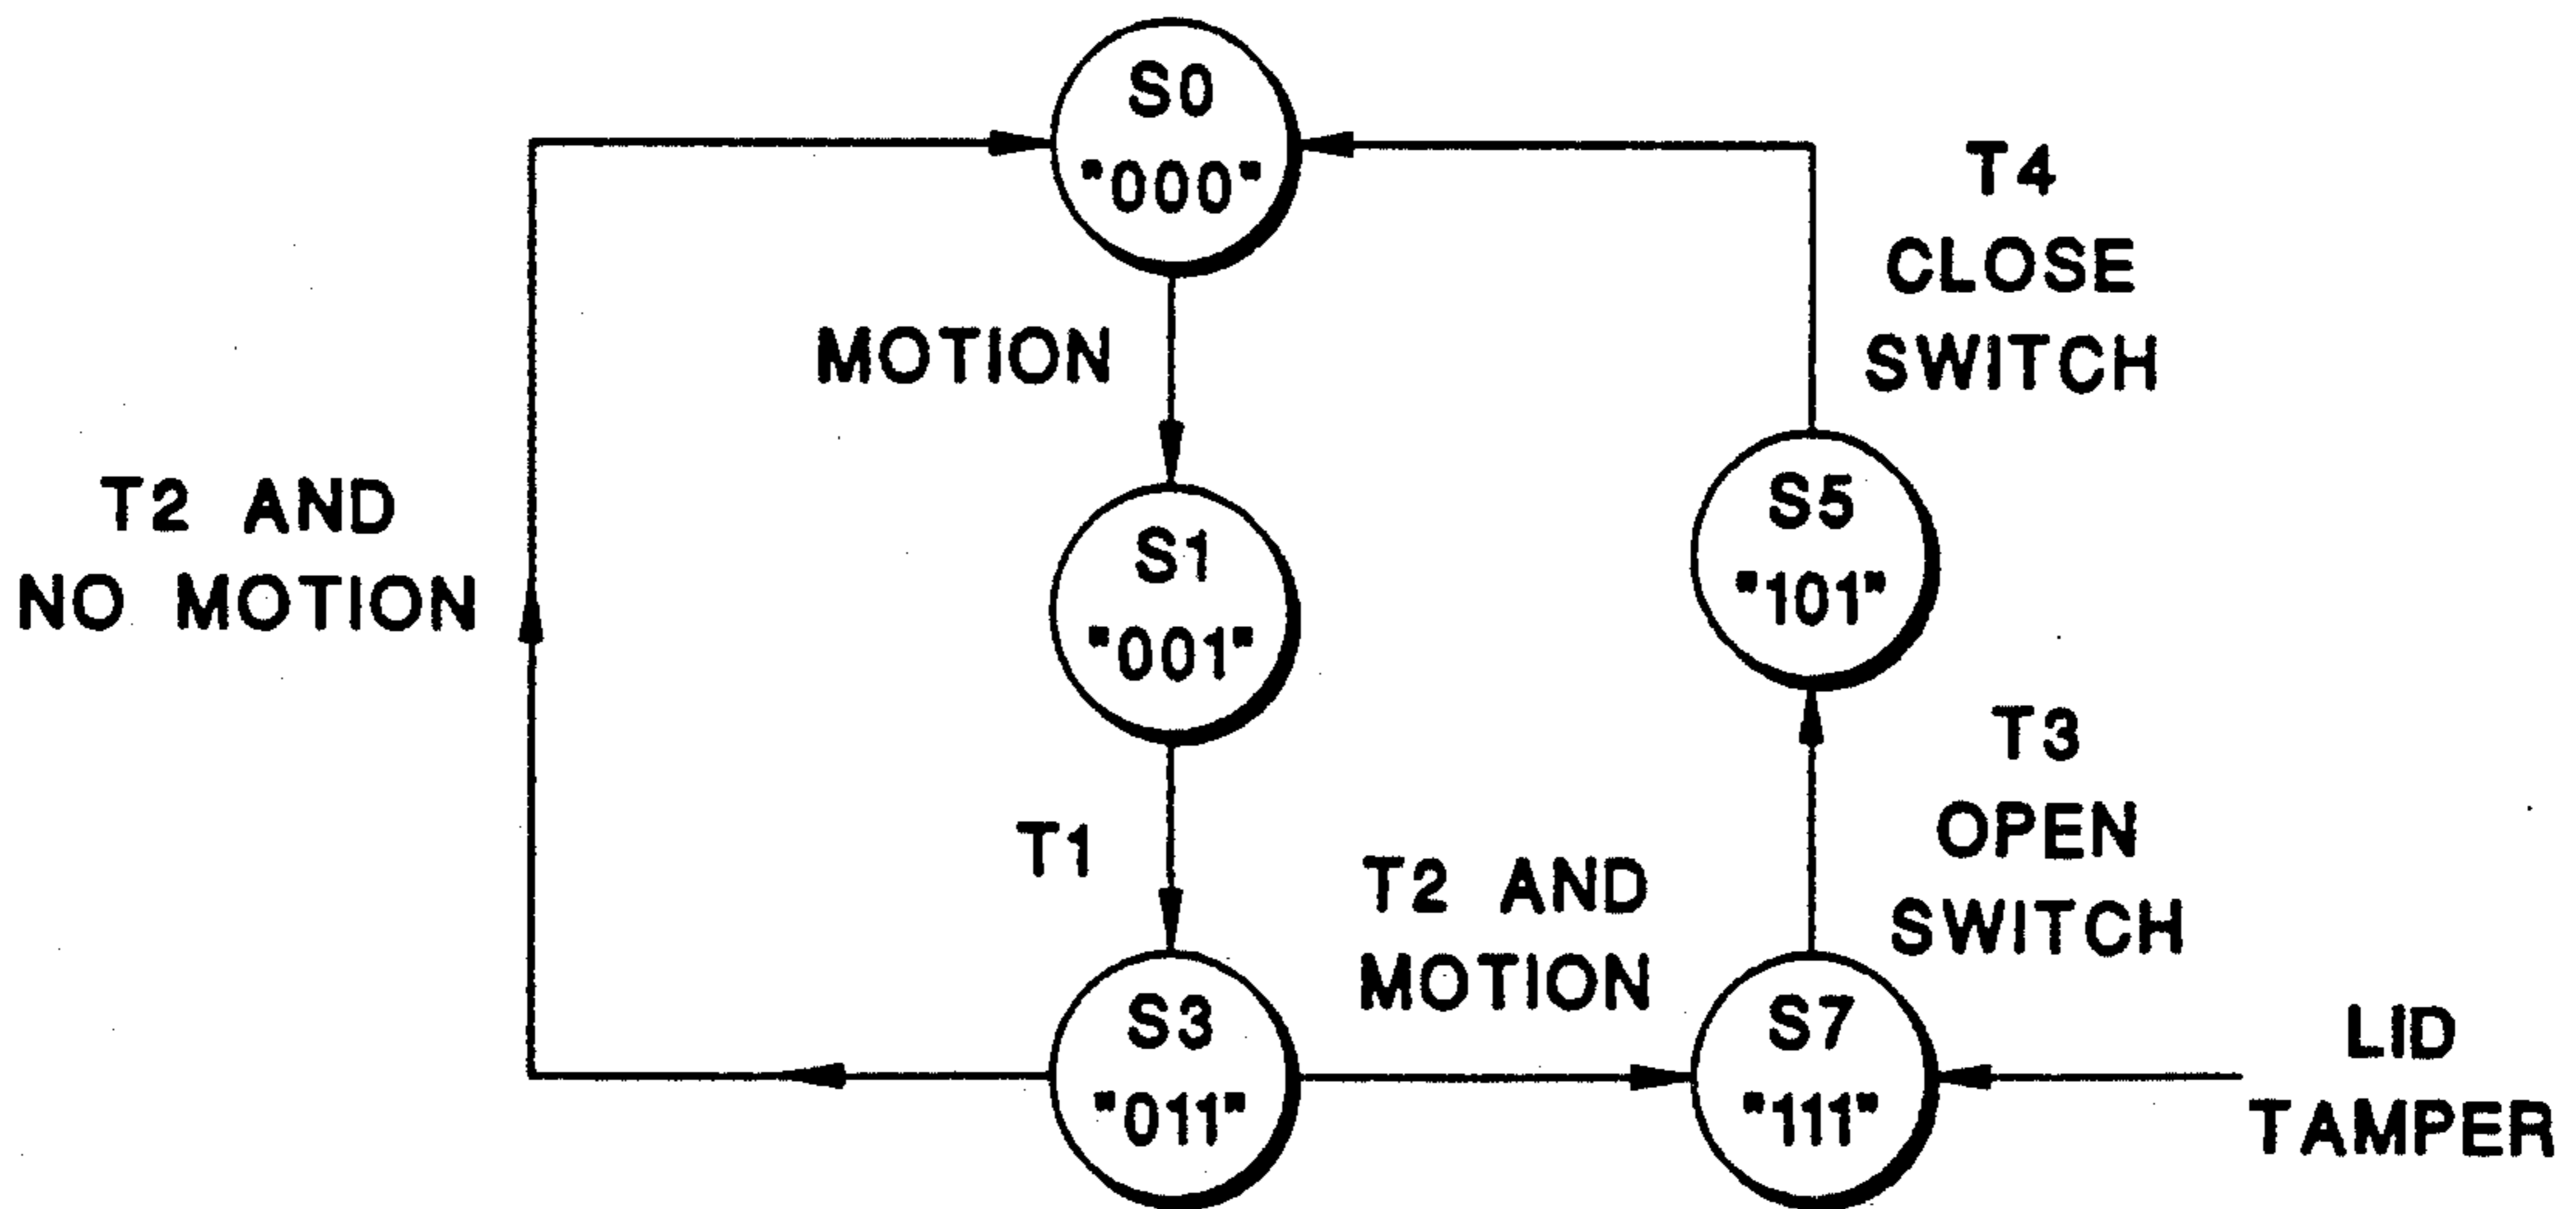 S0
"000"
MOTION
T4
CLOSE
SWITCH
T2 AND
NO MOTION
S1
"001"
S5
"101"
T1
T2 AND
MOTION
T3
OPEN
SWITCH
S3
"011"
S7
"111"
LID
TAMPER